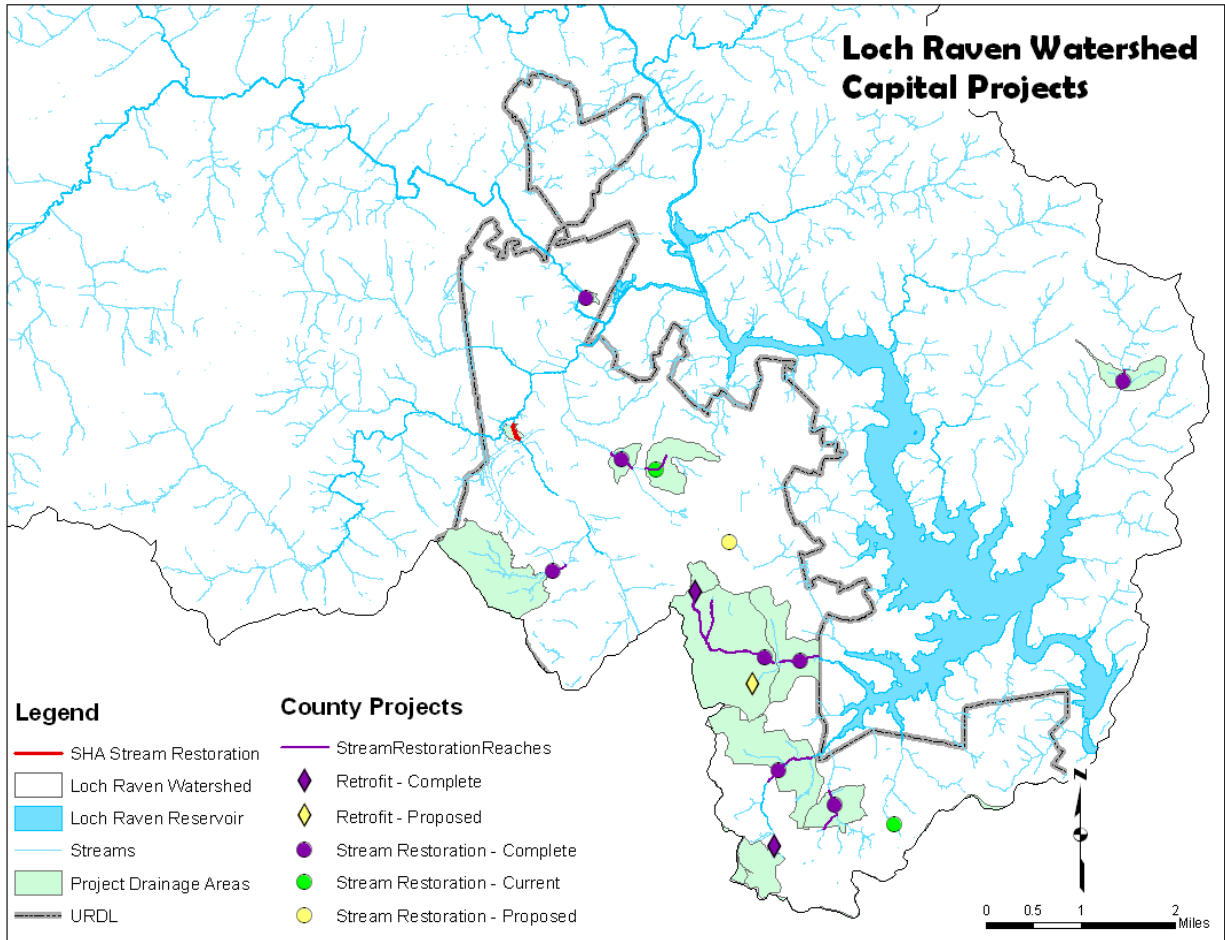 Loch Raven Watershed
Capital Projects
Legend
SHA Stream Restoration
Loch Raven Watershed
Loch Raven Reservoir
Streams
Project Drainage Areas
URDL
County Projects
StreamRestorationReaches
Retrofit - Complete
Retrofit - Proposed
Stream Restoration - Complete
Stream Restoration - Current
Stream Restoration - Proposed
N
0 0.5 1 2
Miles